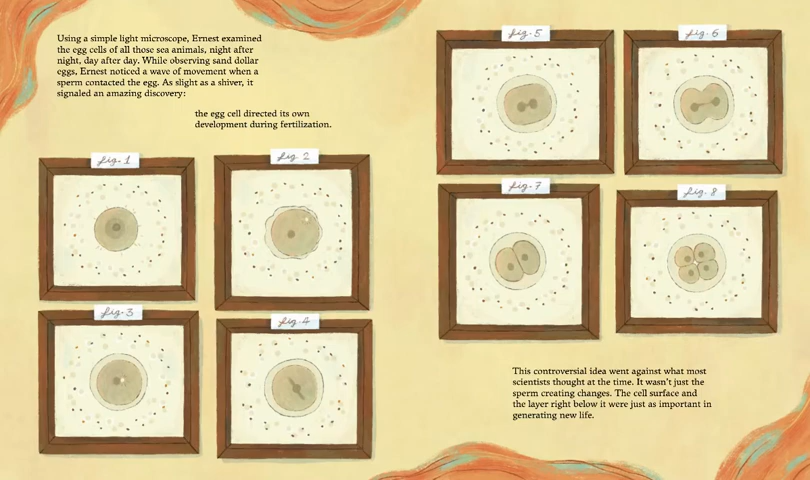 Using a simple light microscope, Ernest examined
the egg cells of all those sea animals, night after
night, day after day. While observing sand dollar
eggs, Ernest noticed a wave of movement when a
sperm contacted the egg. As slight as a shiver, it
signaled an amazing discovery:
the egg cell directed its own
development during fertilization.
fig. 1
fig 2
fig. 3
fig. 4
fig. 5
fig. 6
fig. 7
fig. 8
This controversial idea went against what most
scientists thought at the time. It wasn't just the
sperm creating changes. The cell surface and
the layer right below it were just as important in
generating new life.